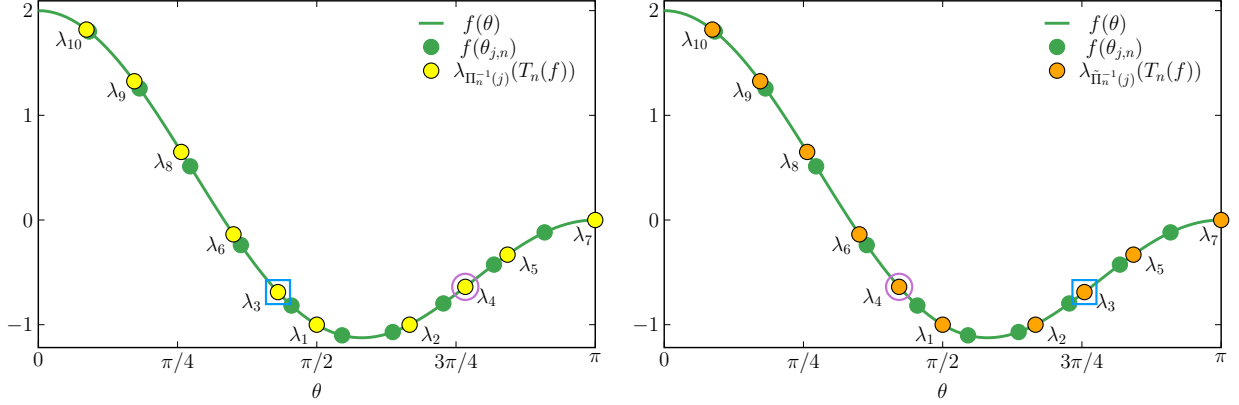 2
1
0
−1
f(θ)
f(θ_{j,n})
λ_{Π_n^{-1}(j)}(T_n(f))
λ_{10}
λ_9
λ_8
λ_6
λ_3
λ_1
λ_2
λ_4
λ_5
λ_7
0
π/4
π/2
3π/4
π
θ
2
1
0
−1
f(θ)
f(θ_{j,n})
λ_{Π̃_n^{-1}(j)}(T_n(f))
λ_{10}
λ_9
λ_8
λ_6
λ_4
λ_1
λ_2
λ_3
λ_5
λ_7
0
π/4
π/2
3π/4
π
θ